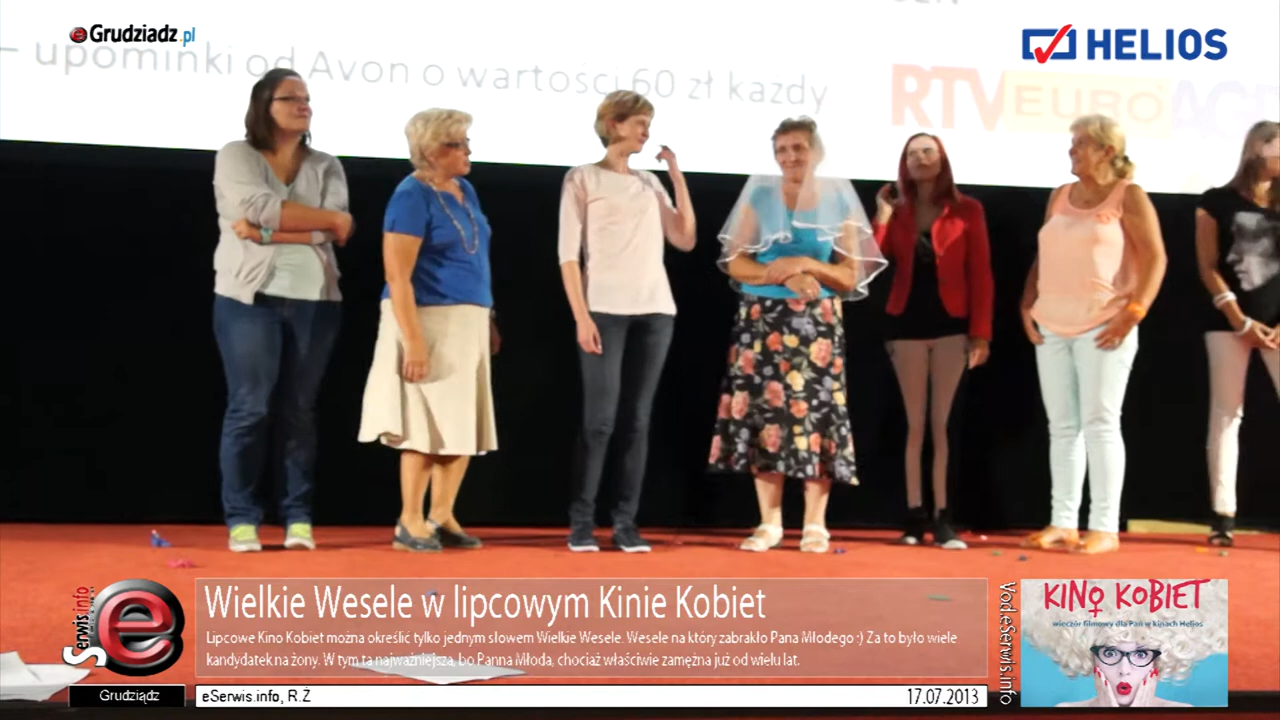 eGrudziadz.pl
HELIOS
– upominki od Avon o wartości 60 zł każdy
RTV EURO AGD
Wielkie Wesele w lipcowym Kinie Kobiet
Lipcowe Kino Kobiet można określić tylko jednym słowem Wielkie Wesele. Wesele na który zabrakło Pana Młodego :) Za to było wiele
kandydatek na żony. W tym ta najważniejsza, bo Panna Młoda, chociaż właściwie zamężna już od wielu lat.
eSerwis.info
Grudziądz
eSerwis.info, R.Ż
17.07.2013
Vod.eSerwis.info
KINO KOBIET
wieczór filmowy dla Pań w kinach Helios